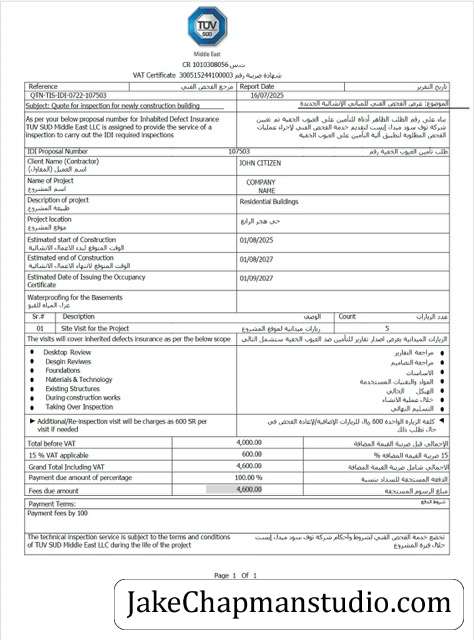 TÜV
SUD
Middle East
CR 1010308056 س.ت
VAT Certificate 300515244100003 شهادة ضريبة رقم
Reference مرجع الفحص الفني Report Date تاريخ التقرير
QTN-TIS-IDI-0722-107503 16/07/2025
Subject: Quote for inspection for newly construction building الموضوع: عرض الفحص الفني للمباني الإنشائية الجديدة
As per your below proposal number for Inhabited Defect Insurance
TUV SUD Middle East LLC is assigned to provide the service of a
inspection to carry out the IDI required inspections
بناء على رقم الطلب الظاهر أدناه للتأمين على العيوب الخفية تم تعيين
شركة توف سود ميدل إيست لتقديم خدمة الفحص الفني لإجراء عمليات
الفحص المطلوبة لتطبيق آلية التأمين على العيوب الخفية
IDI Proposal Number 107503 طلب تأمين العيوب الخفية رقم
Client Name (Contractor) JOHN CITIZEN
اسم العميل (المقاول)
Name of Project COMPANY
اسم المشروع NAME
Description of project Residential Buildings
طبيعة المشروع
Project location حي هجر الرابع
موقع المشروع
Estimated start of Construction 01/08/2025
الوقت المتوقع لبدء الاعمال الانشائية
Estimated end of Construction 01/08/2027
الوقت المتوقع لانتهاء الاعمال الانشائية
Estimated Date of Issuing the Occupancy 01/09/2027
Certificate
Waterproofing for the Basements
عزل المياه للقبو
Sr.# Description الوصف Count عدد الزيارات
01 Site Visit for the Project زيارات ميدانية لموقع المشروع 5
The visits will cover inherited defects insurance as per the below scope الزيارات الميدانية بغرض اصدار تقارير للتأمين ضد العيوب الخفية ستشمل التالي
● Desktop Review مراجعة التقارير ●
● Desgin Reviwes مراجعة التصاميم ●
● Foundations الاساسات ●
● Naterials & Technology المواد والتقنيات المستخدمة ●
● Existing Structures الهيكل الحالي ●
● During construction works خلال عملية الانشاء ●
● Taking Over Inspection التسليم النهائي ●
➤ Additional/Re-inspection visit will be charges as 600 SR per
visit if needed
كلفة الزيارة الواحدة 600 ريال للزيارات الإضافية/لإعادة الفحص في
حال تطلب ذلك
Total before VAT 4,000.00 الإجمالي قبل ضريبة القيمة المضافة
15 % VAT applicable 600.00 15 ضريبة القيمة المضافة %
Grand Total Including VAT 4,600.00 الاجمالي شامل ضريبة القيمة المضافة
Payment due amount of percentage 100.00 % الدفعة المستحقة للسداد بنسبة
Fees due amount 4,600.00 مبلغ الرسوم المستحقة
Payment Terms: شروط الدفع
Payment fees by 100
The technical inspection service is subject to the terms and conditions
of TUV SUD Middle East LLC during the life of the project
تخضع خدمة الفحص الفني لشروط وأحكام شركة توف سود ميدل إيست
خلال فترة المشروع
Page 1 Of 1
JakeChapmanstudio.com